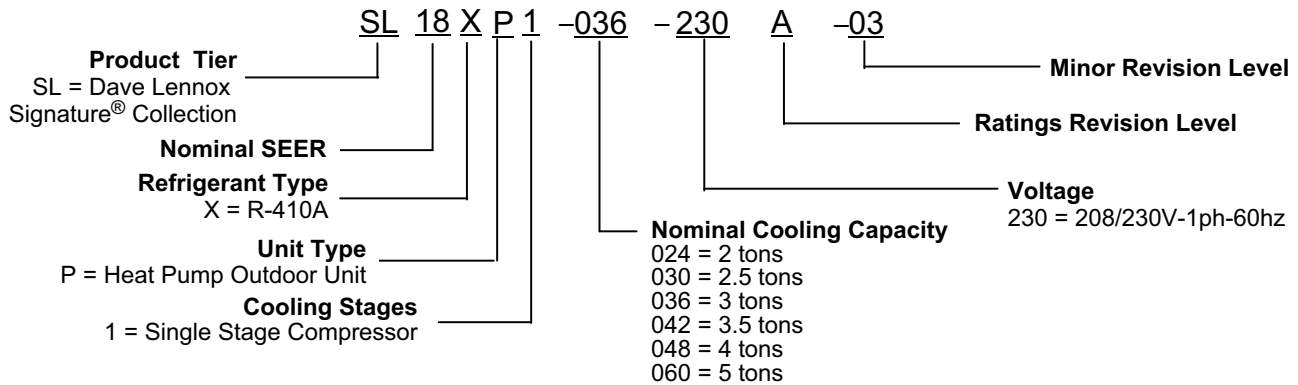 SL 18 X P 1 –036 –230 A –03
Product Tier
SL = Dave Lennox
Signature® Collection
Nominal SEER
Refrigerant Type
X = R-410A
Unit Type
P = Heat Pump Outdoor Unit
Cooling Stages
1 = Single Stage Compressor
Minor Revision Level
Ratings Revision Level
Voltage
230 = 208/230V-1ph-60hz
Nominal Cooling Capacity
024 = 2 tons
030 = 2.5 tons
036 = 3 tons
042 = 3.5 tons
048 = 4 tons
060 = 5 tons